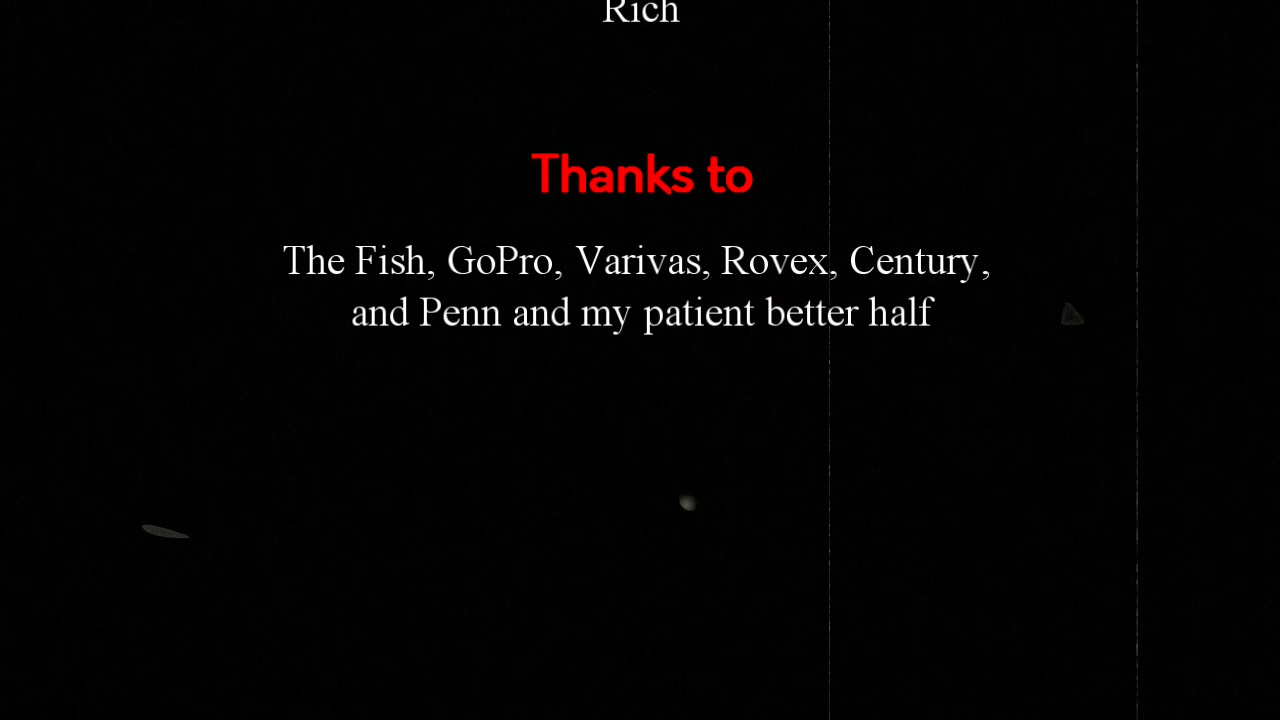 Rich
Thanks to
The Fish, GoPro, Varivas, Rovex, Century,
and Penn and my patient better half